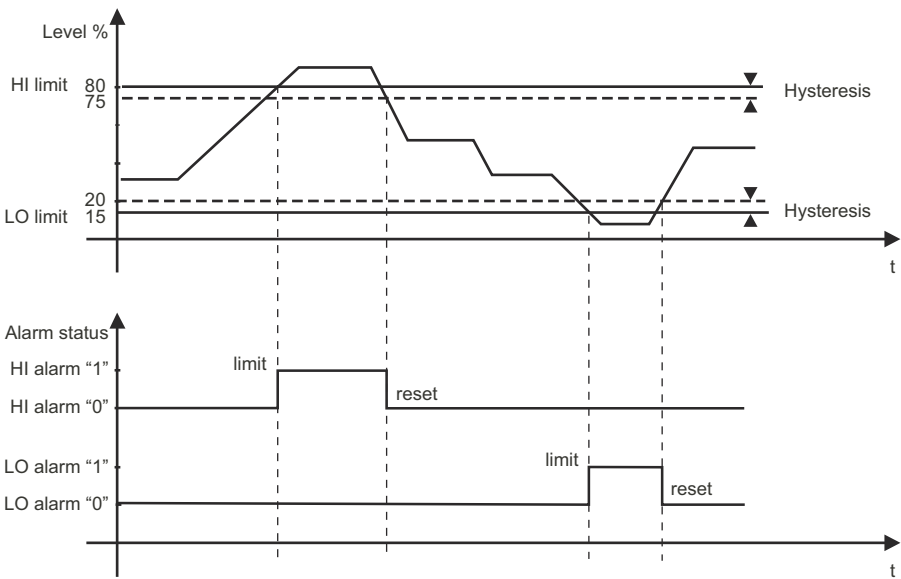 Level %
HI limit 80
75
Hysteresis
20
LO limit 15
Hysteresis
t
Alarm status
HI alarm “1”
limit
HI alarm “0”
reset
LO alarm “1”
limit
LO alarm “0”
reset
t